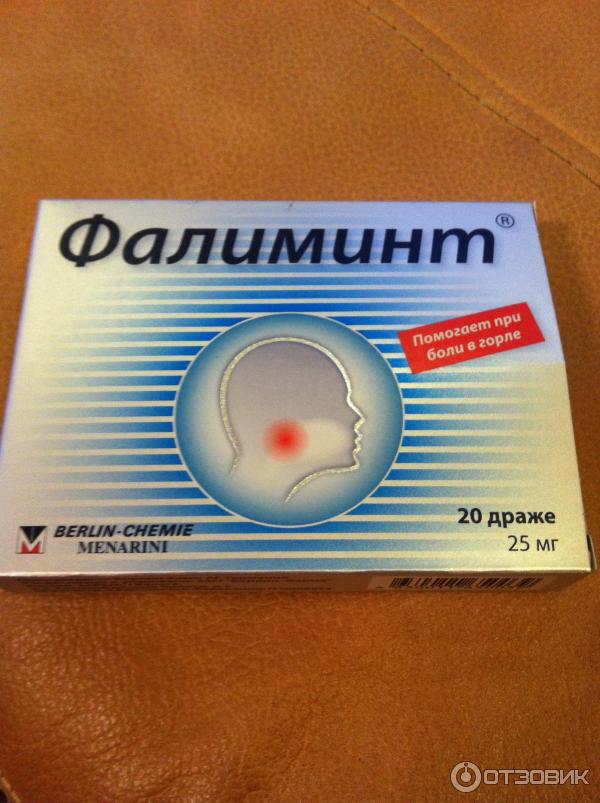 Фалиминт®
Помогает при
боли в горле
20 драже
25 мг
BERLIN-CHEMIE
MENARINI
ОТЗОВИК